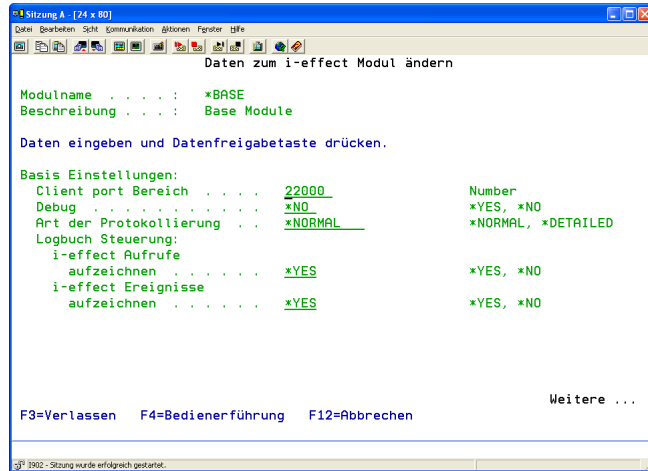 Sitzung A - [24 x 80]
Datei Bearbeiten Sicht Kommunikation Aktionen Fenster Hilfe
Daten zum i-effect Modul ändern
Modulname . . . . : *BASE
Beschreibung . . . : Base Module
Daten eingeben und Datenfreigabetaste drücken.
Basis Einstellungen:
Client port Bereich . . . . 22000 Number
Debug . . . . . . . . . . . *NO *YES, *NO
Art der Protokollierung . . *NORMAL *NORMAL, *DETAILED
Logbuch Steuerung:
i-effect Aufrufe
aufzeichnen . . . . . . *YES *YES, *NO
i-effect Ereignisse
aufzeichnen . . . . . . *YES *YES, *NO
Weitere ...
F3=Verlassen F4=Bedienerführung F12=Abbrechen
I902 - Sitzung wurde erfolgreich gestartet.